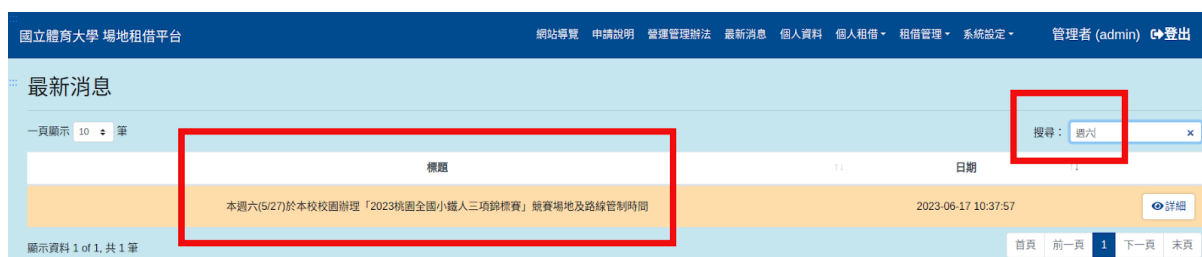 國立體育大學 場地租借平台 網站導覽 申請說明 營運管理辦法 最新消息 個人資料 個人租借 租借管理 系統設定 管理者 (admin) 登出
最新消息
一頁顯示 10 筆 搜尋： 週六
標題 日期
本週六(5/27)於本校校園辦理「2023桃園全國小鐵人三項錦標賽」競賽場地及路線管制時間 2023-06-17 10:37:57 詳細
顯示資料 1 of 1, 共 1 筆 首頁 前一頁 1 下一頁 末頁